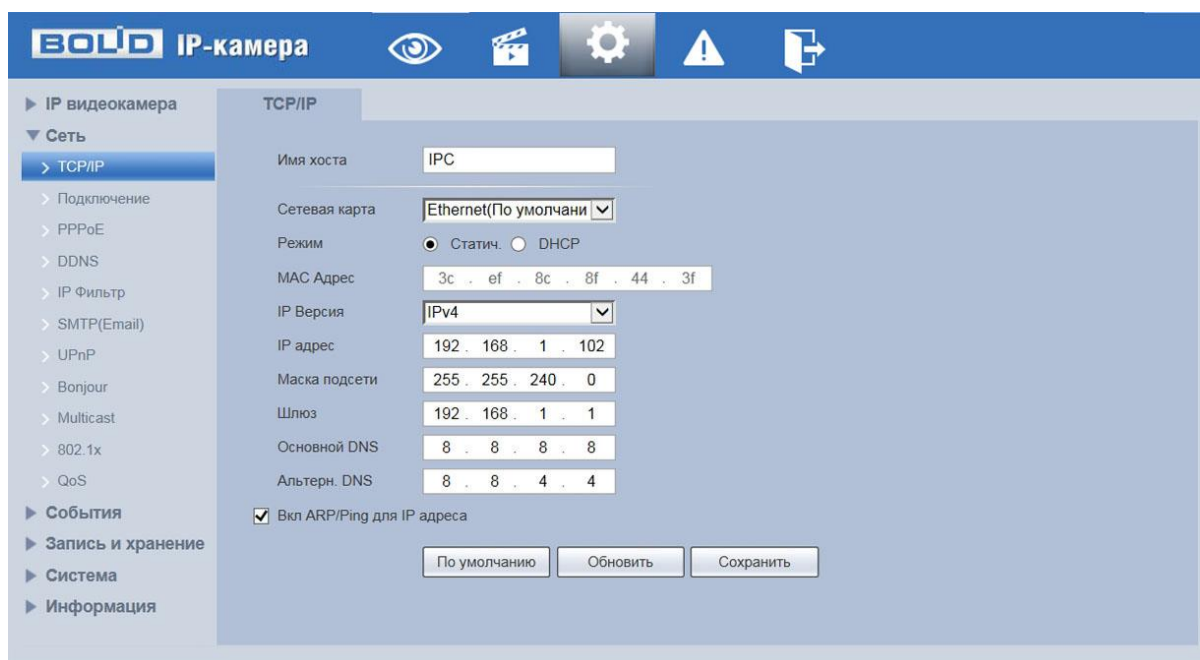 BOLID IP-камера
IP видеокамера
Сеть
TCP/IP
Подключение
PPPoE
DDNS
IP Фильтр
SMTP(Email)
UPnP
Bonjour
Multicast
802.1x
QoS
События
Запись и хранение
Система
Информация
TCP/IP
Имя хоста IPC
Сетевая карта Ethernet(По умолчани
Режим Статич. DHCP
MAC Адрес 3c . ef . 8c . 8f . 44 . 3f
IP Версия IPv4
IP адрес 192 . 168 . 1 . 102
Маска подсети 255 . 255 . 240 . 0
Шлюз 192 . 168 . 1 . 1
Основной DNS 8 . 8 . 8 . 8
Альтерн. DNS 8 . 8 . 4 . 4
Вкл ARP/Ping для IP адреса
По умолчанию Обновить Сохранить